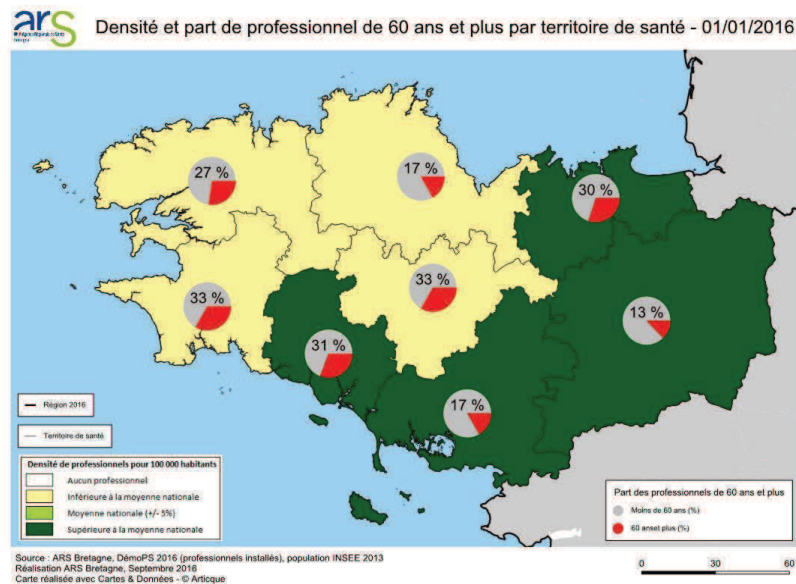 ars
Densité et part de professionnel de 60 ans et plus par territoire de santé - 01/01/2016
27 %
17 %
30 %
33 %
33 %
13 %
31 %
17 %
Région 2016
Territoire de santé
Densité de professionnels pour 100 000 habitants
Aucun professionnel
Inférieure à la moyenne nationale
Moyenne nationale (+/- 5%)
Supérieure à la moyenne nationale
Part des professionnels de 60 ans et plus
Moins de 60 ans (%)
60 anset plus (%)
Source : ARS Bretagne, DémoPS 2016 (professionnels installés), population INSEE 2013
Réalisation ARS Bretagne, Septembre 2016
Carte réalisée avec Cartes & Données - © Articque
0 30 60